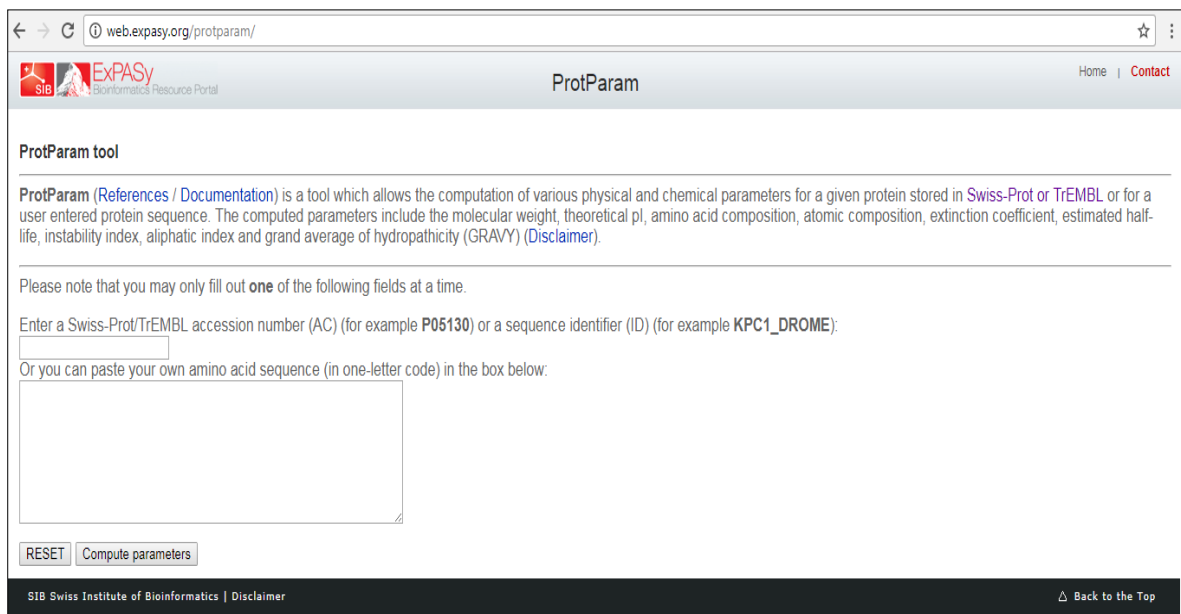 web.expasy.org/protparam/
SIB ExPASy
Bioinformatics Resource Portal
ProtParam
Home | Contact
ProtParam tool
ProtParam (References / Documentation) is a tool which allows the computation of various physical and chemical parameters for a given protein stored in Swiss-Prot or TrEMBL or for a
user entered protein sequence. The computed parameters include the molecular weight, theoretical pI, amino acid composition, atomic composition, extinction coefficient, estimated half-
life, instability index, aliphatic index and grand average of hydropathicity (GRAVY) (Disclaimer).
Please note that you may only fill out one of the following fields at a time.
Enter a Swiss-Prot/TrEMBL accession number (AC) (for example P05130) or a sequence identifier (ID) (for example KPC1_DROME):
Or you can paste your own amino acid sequence (in one-letter code) in the box below:
RESET Compute parameters
SIB Swiss Institute of Bioinformatics | Disclaimer
Back to the Top